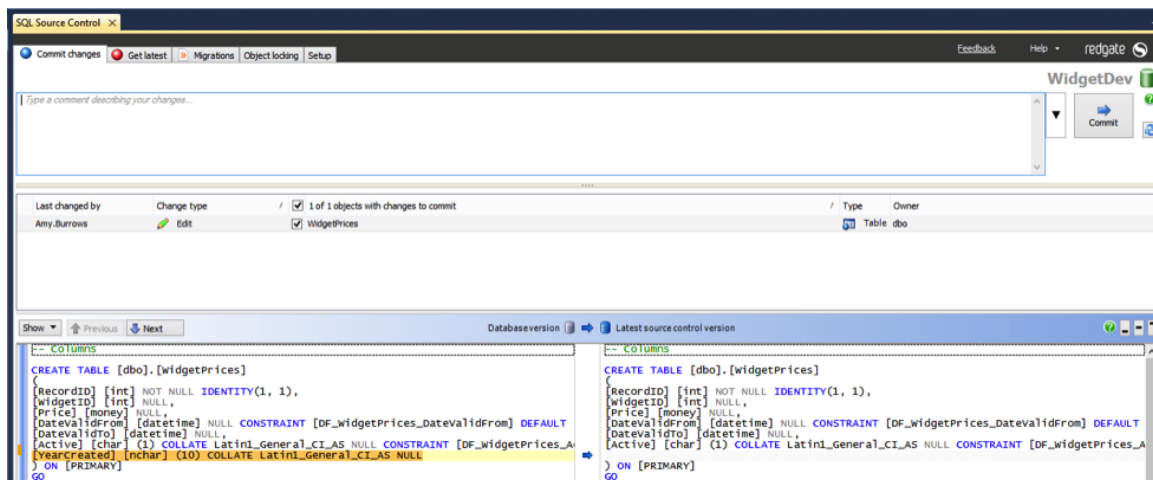 SQL Source Control
Commit changes Get latest Migrations Object locking Setup Feedback Help redgate
WidgetDev
Type a comment describing your changes...
Commit
Last changed by Change type 1 of 1 objects with changes to commit Type Owner
Amy.Burrows Edit WidgetPrices Table dbo
Show Previous Next Database version Latest source control version
-- Columns
CREATE TABLE [dbo].[WidgetPrices]
(
[RecordID] [int] NOT NULL IDENTITY(1, 1),
[WidgetID] [int] NULL,
[Price] [money] NULL,
[DateValidFrom] [datetime] NULL CONSTRAINT [DF_WidgetPrices_DateValidFrom] DEFAULT
[DateValidTo] [datetime] NULL,
[Active] [char] (1) COLLATE Latin1_General_CI_AS NULL CONSTRAINT [DF_WidgetPrices_A
[YearCreated] [nchar] (10) COLLATE Latin1_General_CI_AS NULL
) ON [PRIMARY]
GO
-- Columns
CREATE TABLE [dbo].[WidgetPrices]
(
[RecordID] [int] NOT NULL IDENTITY(1, 1),
[WidgetID] [int] NULL,
[Price] [money] NULL,
[DateValidFrom] [datetime] NULL CONSTRAINT [DF_WidgetPrices_DateValidFrom] DEFAULT
[DateValidTo] [datetime] NULL,
[Active] [char] (1) COLLATE Latin1_General_CI_AS NULL CONSTRAINT [DF_WidgetPrices_A
) ON [PRIMARY]
GO